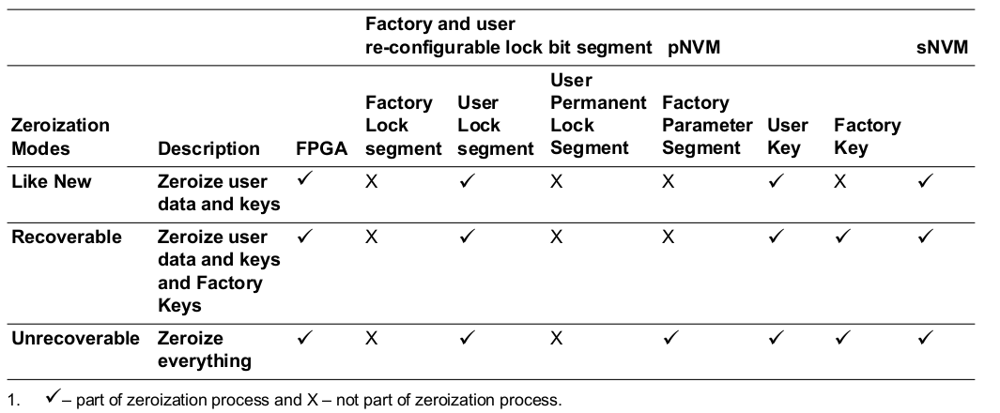 Factory and user
re-configurable lock bit segment pNVM sNVM
Zeroization Modes Description FPGA Factory Lock segment User Lock segment User Permanent Lock Segment Factory Parameter Segment User Key Factory Key
Like New Zeroize user ✓ X ✓ X X ✓ X ✓
data and keys
Recoverable Zeroize user ✓ X ✓ X X ✓ ✓ ✓
data and keys
and Factory
Keys
Unrecoverable Zeroize ✓ X ✓ X ✓ ✓ ✓ ✓
everything
1. ✓– part of zeroization process and X – not part of zeroization process.